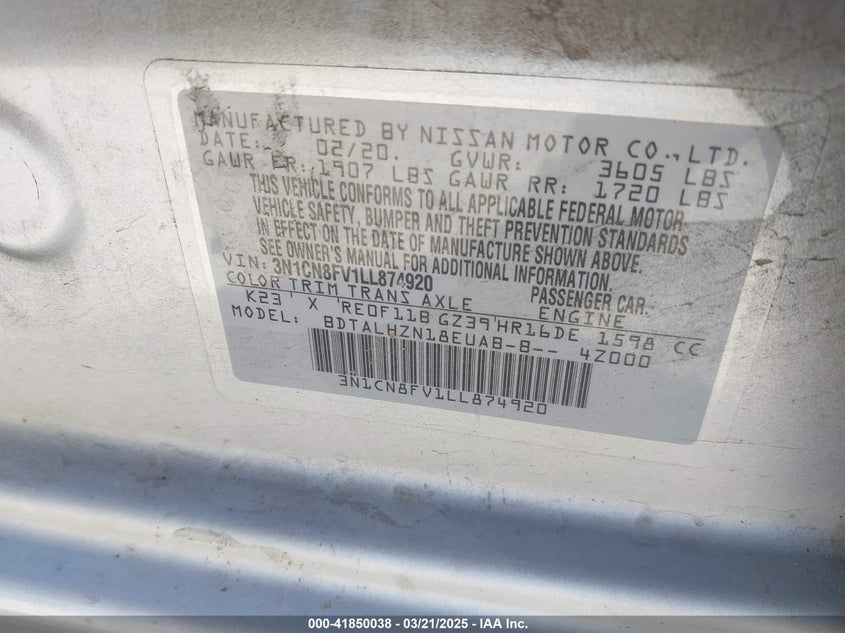 MANUFACTURED BY NISSAN MOTOR CO., LTD.
DATE: 02/20. GVWR: 3605 LBS
GAWR FR: 1907 LBS GAWR RR: 1720 LBS
THIS VEHICLE CONFORMS TO ALL APPLICABLE FEDERAL MOTOR
VEHICLE SAFETY, BUMPER AND THEFT PREVENTION STANDARDS
IN EFFECT ON THE DATE OF MANUFACTURE SHOWN ABOVE.
SEE OWNER'S MANUAL FOR ADDITIONAL INFORMATION.
VIN: 3N1CN8FV1LL874920 PASSENGER CAR.
COLOR TRIM TRANS AXLE ENGINE
K23' X 'RE0F11B GZ39'HR16DE 1598 CC
MODEL: BDTALHZN18EUAB-B-- 4Z000
3N1CN8FV1LL874920
000-41850038 - 03/21/2025 - IAA Inc.